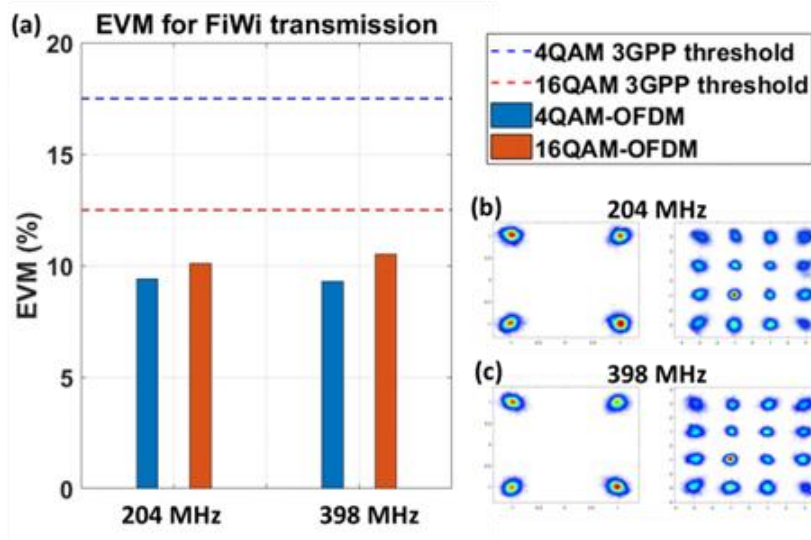 (a)
EVM for FiWi transmission
20
15
10
5
0
EVM (%)
204 MHz
398 MHz
4QAM 3GPP threshold
16QAM 3GPP threshold
4QAM-OFDM
16QAM-OFDM
(b)
204 MHz
(c)
398 MHz